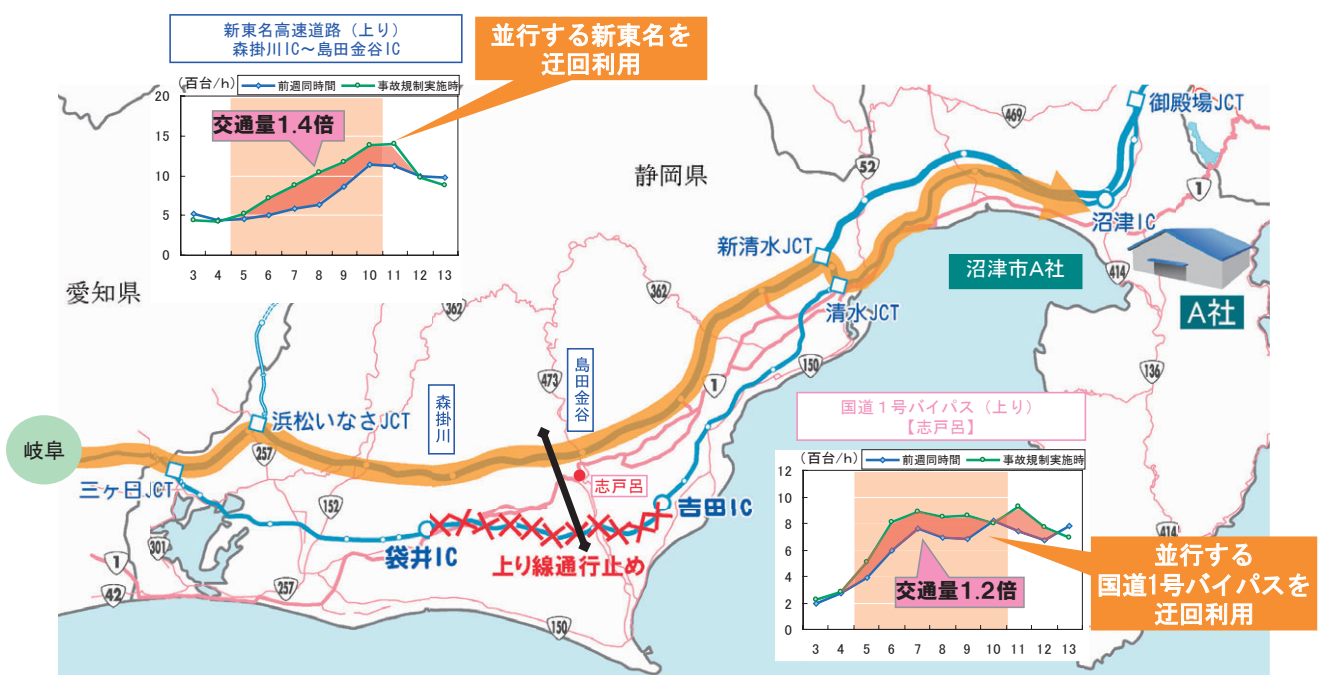 新東名高速道路（上り）
森掛川IC～島田金谷IC
並行する新東名を
迂回利用
（百台/h）
前週同時間
事故規制実施時
20
15
10
5
0
交通量1.4倍
3 4 5 6 7 8 9 10 11 12 13
愛知県
静岡県
御殿場JCT
469
52
1
沼津IC
414
沼津市A社
A社
新清水JCT
清水JCT
362
362
150
136
1
473
島田金谷
森掛川
岐阜
浜松いなさJCT
257
三ヶ日JCT
152
301
1
42
257
袋井IC
志戸呂
吉田IC
上り線通行止め
150
414
国道１号バイパス（上り）
【志戸呂】
（百台/h）
前週同時間
事故規制実施時
12
10
8
6
4
2
0
交通量1.2倍
3 4 5 6 7 8 9 10 11 12 13
並行する
国道1号バイパスを
迂回利用